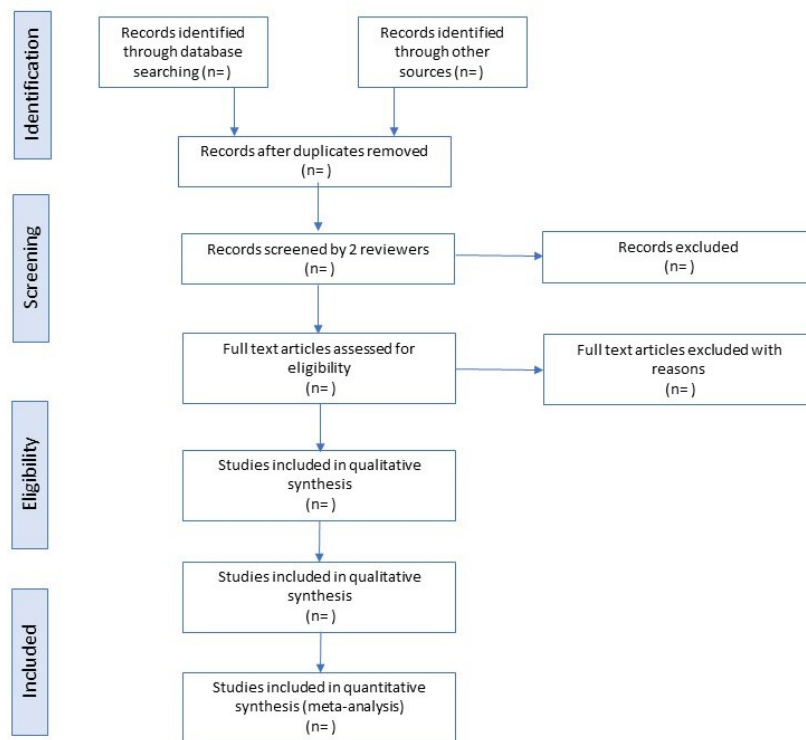 Identification
Records identified
through database
searching (n= )
Records identified
through other
sources (n= )
Records after duplicates removed
(n= )
Screening
Records screened by 2 reviewers
(n= )
Records excluded
(n= )
Full text articles assessed for
eligibility
(n= )
Full text articles excluded with
reasons
(n= )
Eligibility
Studies included in qualitative
synthesis
(n= )
Studies included in qualitative
synthesis
(n= )
Included
Studies included in quantitative
synthesis (meta-analysis)
(n= )